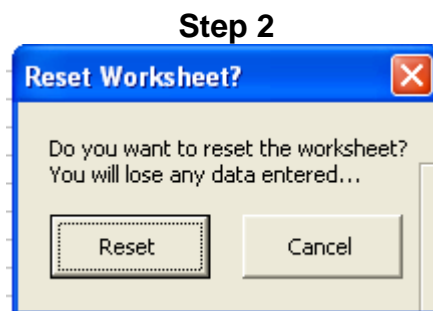 Step 2
Reset Worksheet?
Do you want to reset the worksheet?
You will lose any data entered...
Reset
Cancel